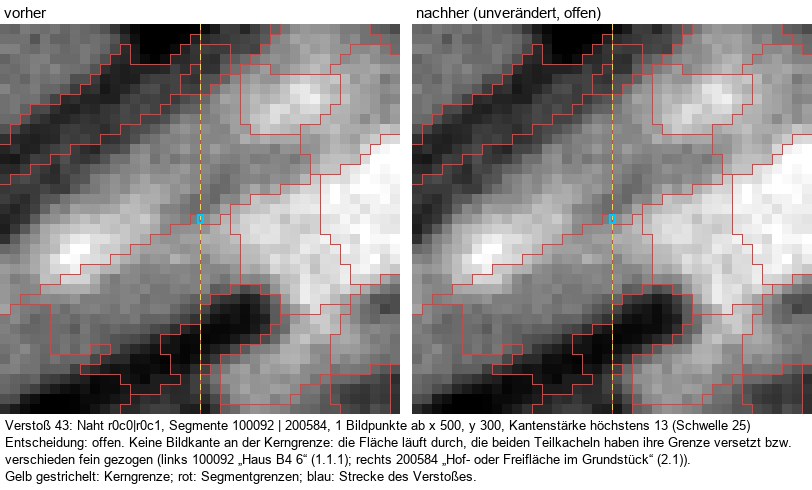 vorher
nachher (unverändert, offen)
Verstoß 43: Naht r0c0|r0c1, Segmente 100092 | 200584, 1 Bildpunkte ab x 500, y 300, Kantenstärke höchstens 13 (Schwelle 25)
Entscheidung: offen. Keine Bildkante an der Kerngrenze: die Fläche läuft durch, die beiden Teilkacheln haben ihre Grenze versetzt bzw.
verschieden fein gezogen (links 100092 „Haus B4 6“ (1.1.1); rechts 200584 „Hof- oder Freifläche im Grundstück“ (2.1)).
Gelb gestrichelt: Kerngrenze; rot: Segmentgrenzen; blau: Strecke des Verstoßes.